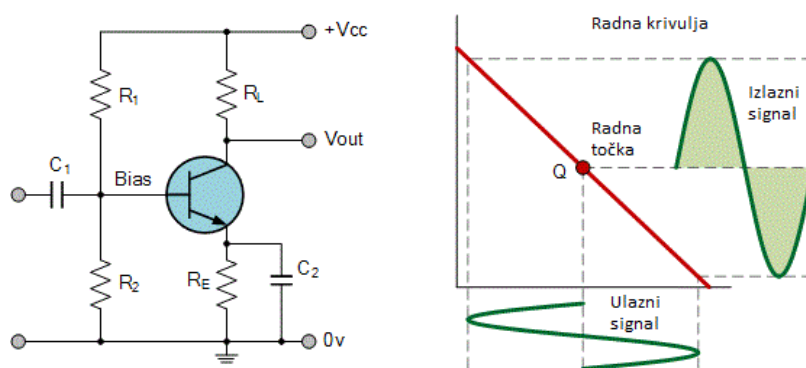 +Vcc
R1
RL
Vout
C1
Bias
R2
RE
C2
0v
Radna krivulja
Izlazni
signal
Radna
točka
Q
Ulazni
signal